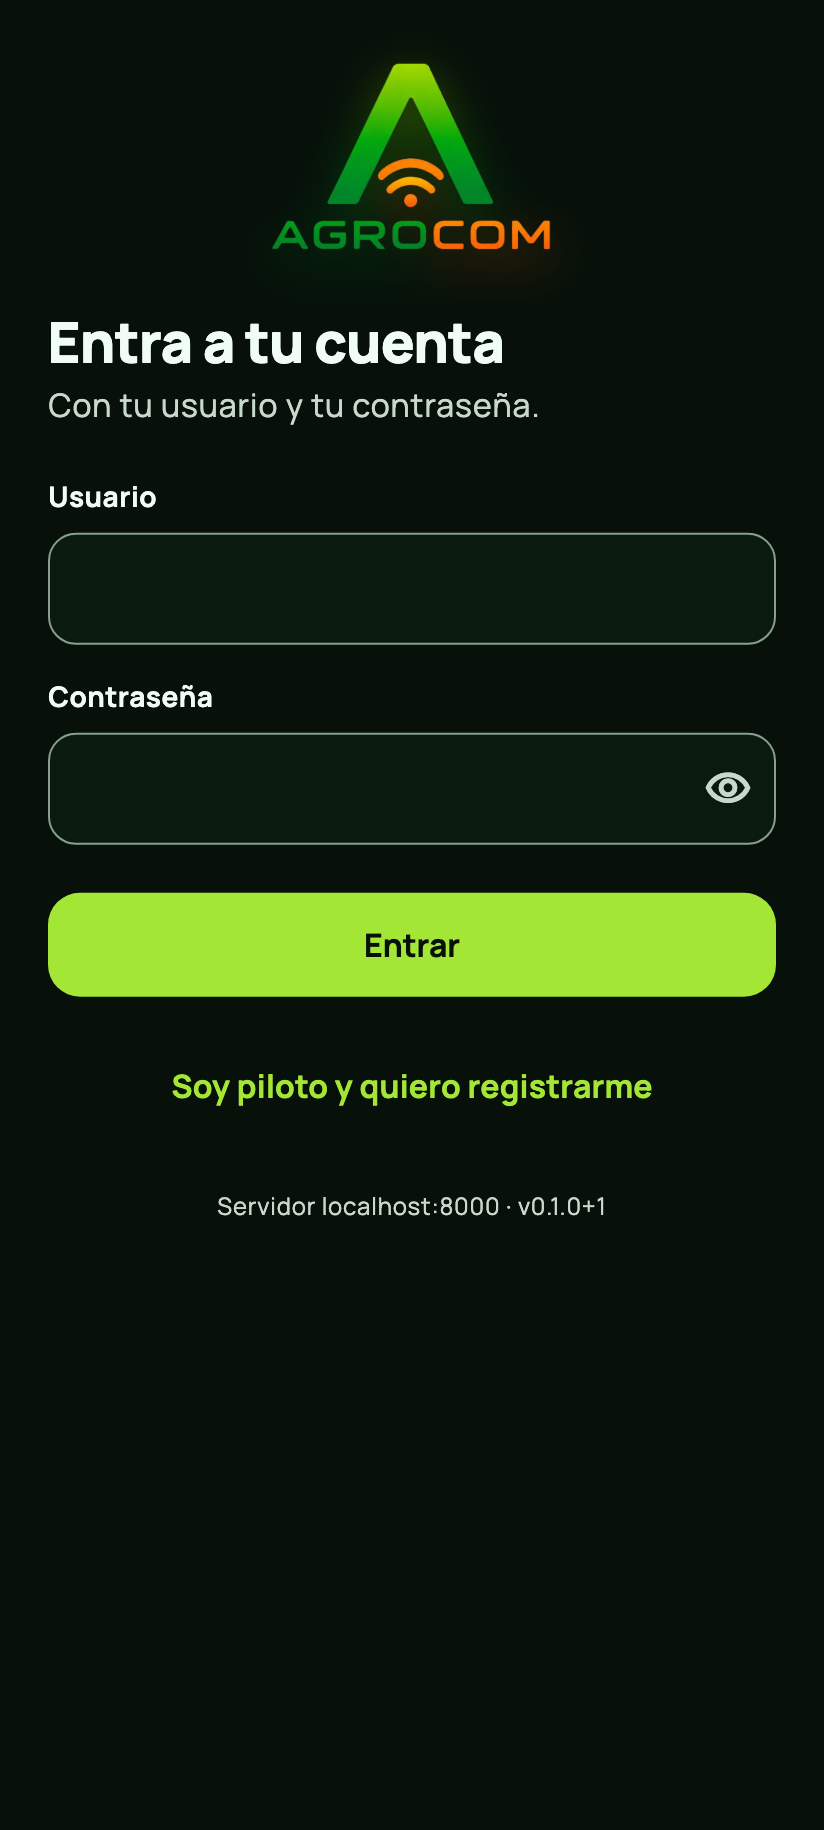 AGROCOM
Entra a tu cuenta
Con tu usuario y tu contraseña.
Usuario
Contraseña
Entrar
Soy piloto y quiero registrarme
Servidor localhost:8000 · v0.1.0+1